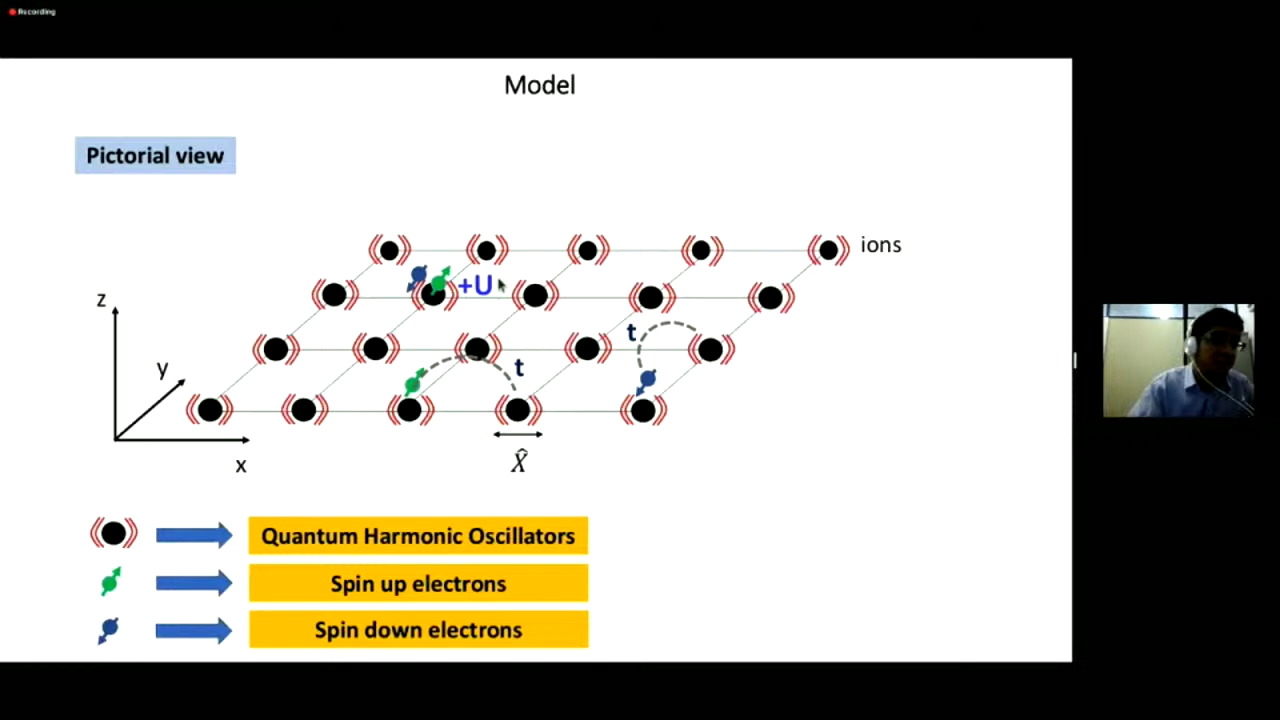 Recording
Model
Pictorial view
ions
+U
z
t
y
t
x
X̂
Quantum Harmonic Oscillators
Spin up electrons
Spin down electrons